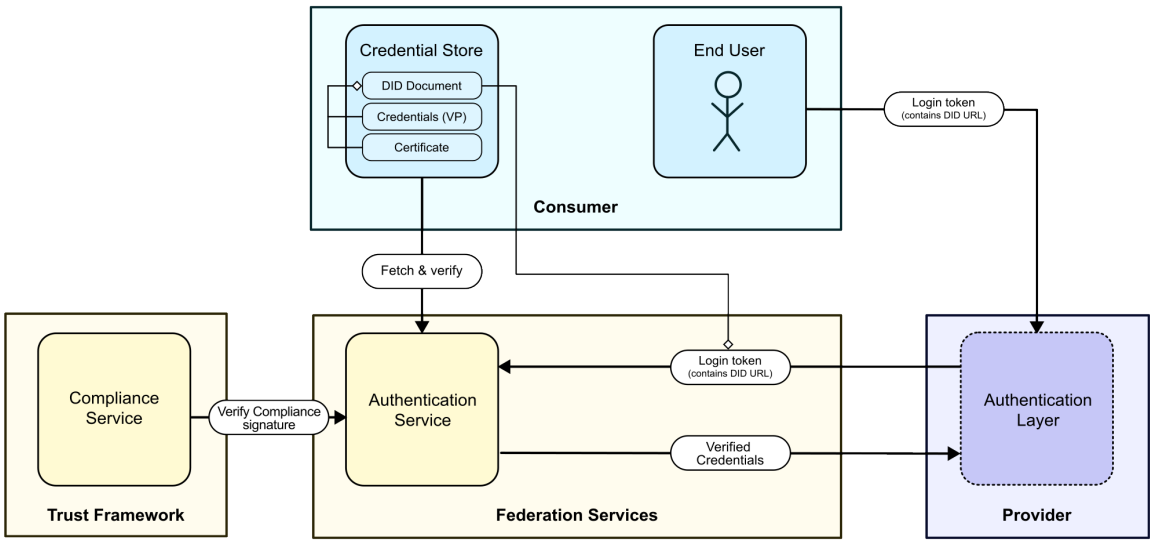 Credential Store
DID Document
Credentials (VP)
Certificate
End User
Consumer
Login token
(contains DID URL)
Fetch & verify
Compliance
Service
Trust Framework
Verify Compliance
signature
Authentication
Service
Login token
(contains DID URL)
Verified
Credentials
Federation Services
Authentication
Layer
Provider